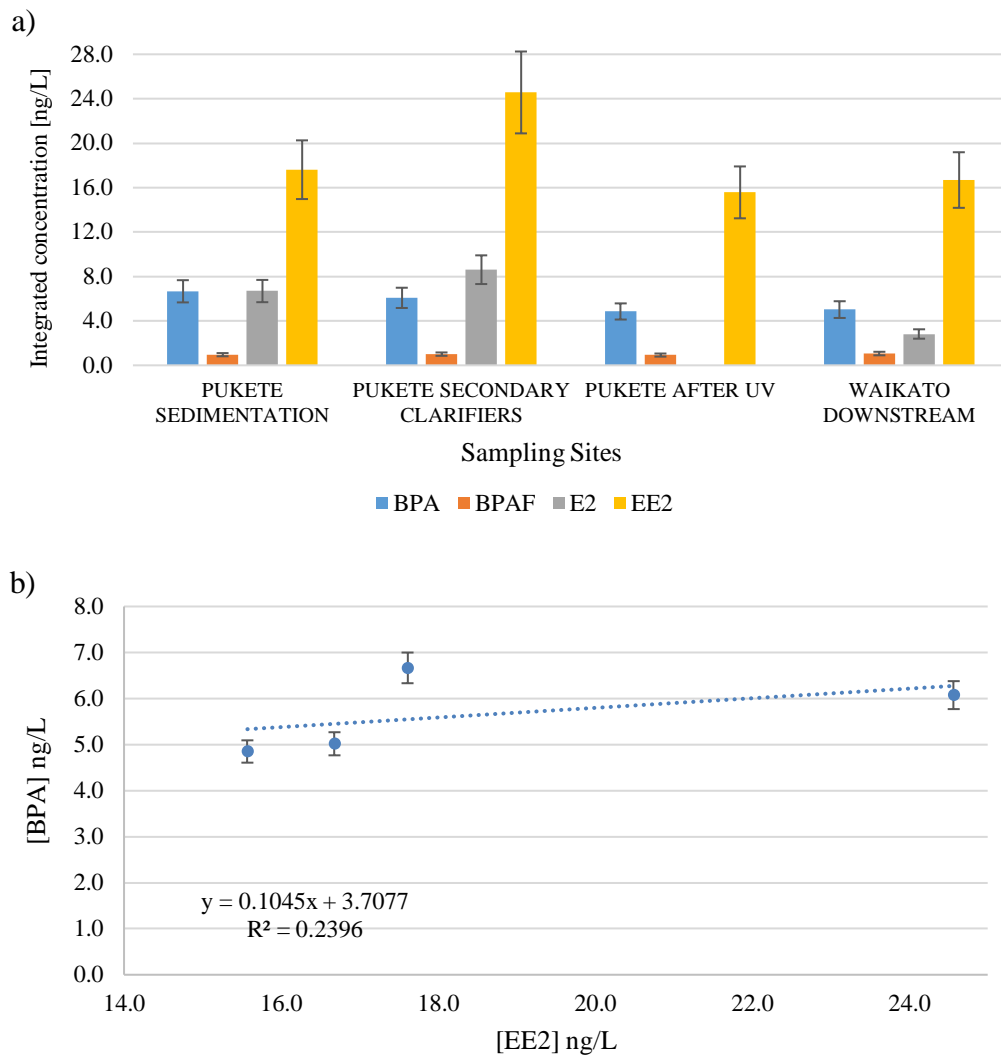 a)
Integrated concentration [ng/L]
28.0
24.0
20.0
16.0
12.0
8.0
4.0
0.0
PUKETE SEDIMENTATION
PUKETE SECONDARY CLARIFIERS
PUKETE AFTER UV
WAIKATO DOWNSTREAM
Sampling Sites
BPA BPAF E2 EE2
b)
[BPA] ng/L
8.0
7.0
6.0
5.0
4.0
3.0
2.0
1.0
0.0
y = 0.1045x + 3.7077
R² = 0.2396
14.0 16.0 18.0 20.0 22.0 24.0
[EE2] ng/L